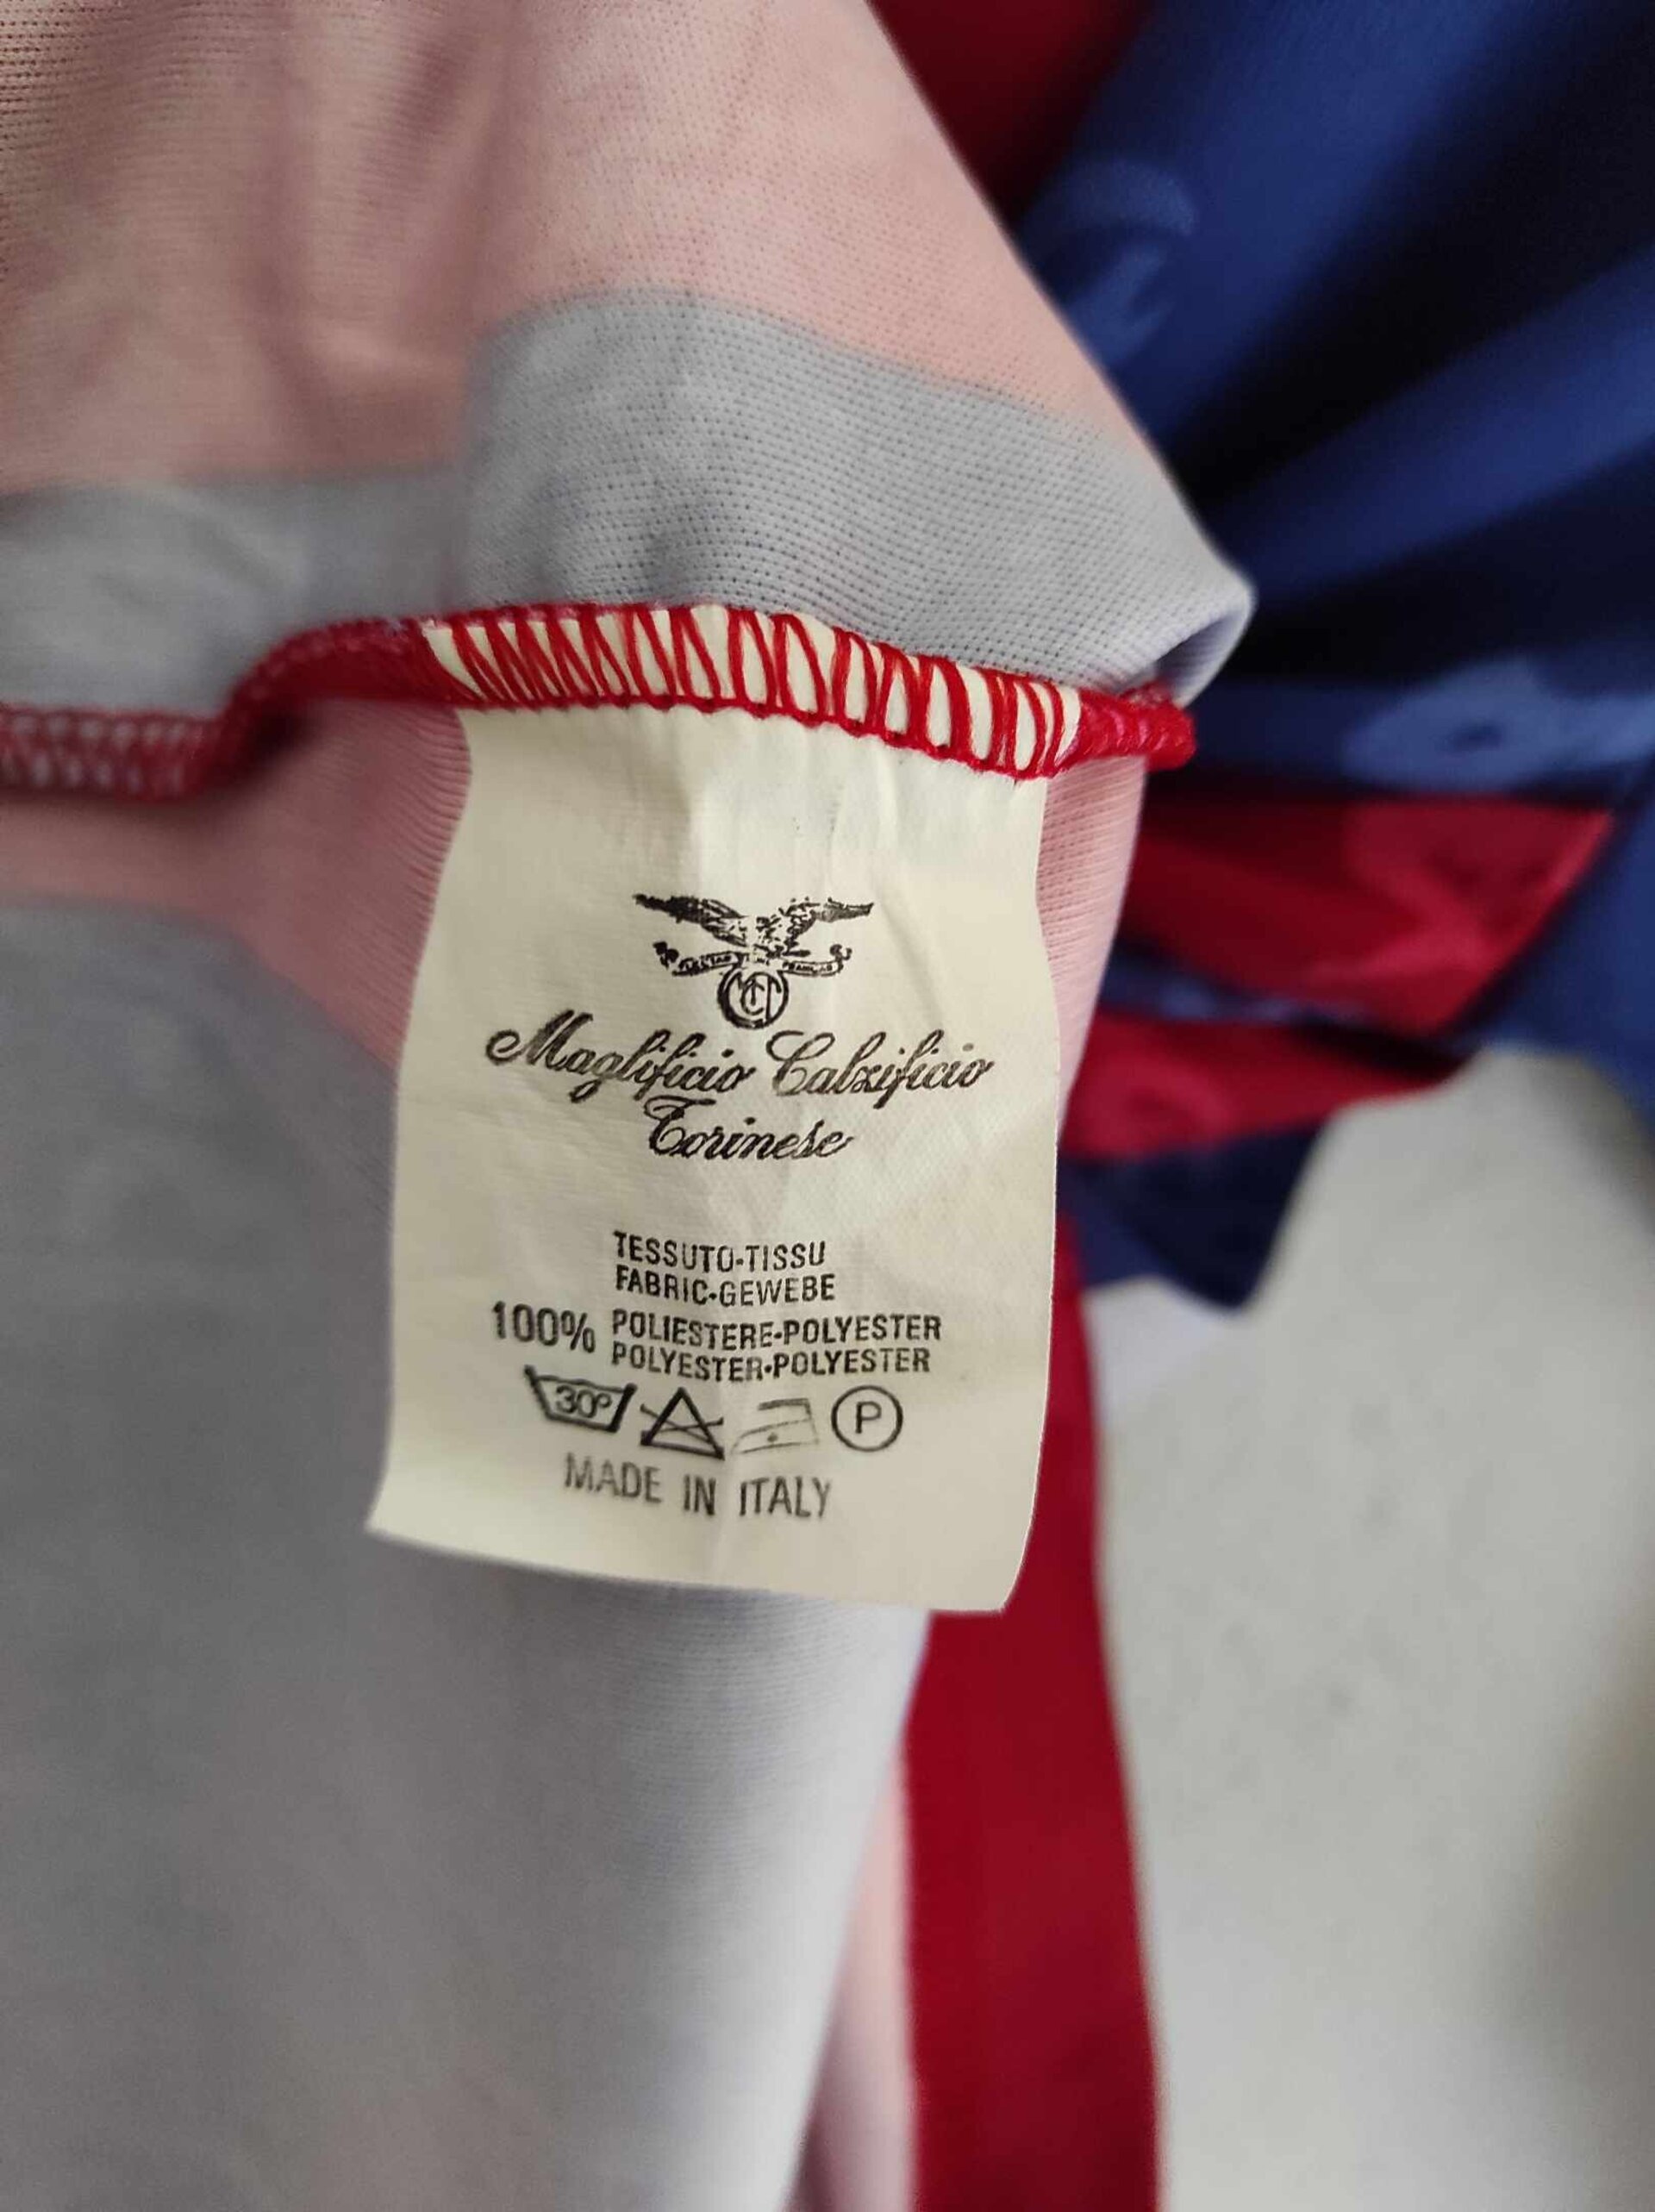 MCT
Maglificio Calzificio
Torinese
TESSUTO-TISSU
FABRIC-GEWEBE
100% POLIESTERE-POLYESTER
POLYESTER-POLYESTER
30° P
MADE IN ITALY